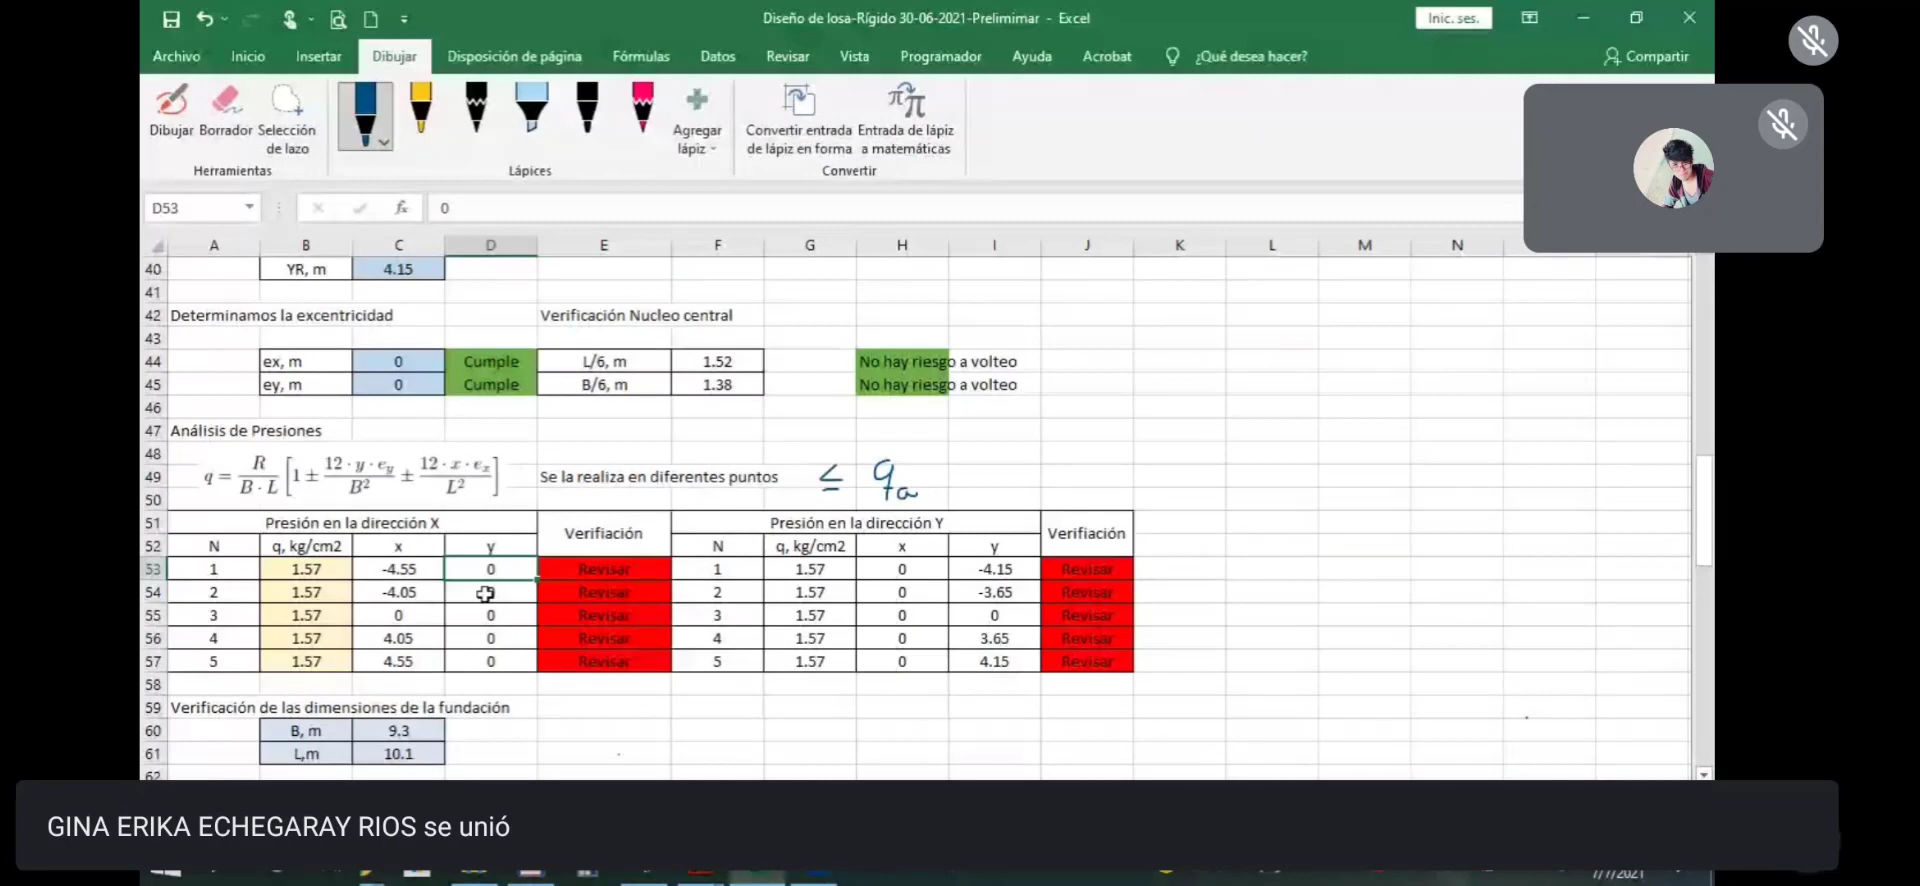 Diseño de losa-Rígido 30-06-2021-Prelimimar - Excel
Inic. ses.
Archivo Inicio Insertar Dibujar Disposición de página Fórmulas Datos Revisar Vista Programador Ayuda Acrobat ¿Qué desea hacer? Compartir
Dibujar Borrador Selección de lazo Agregar lápiz Convertir entrada de lápiz en forma Entrada de lápiz a matemáticas
Herramientas Lápices Convertir
D53 fx 0
A B C D E F G H I J K L M N
40 YR, m 4.15
41
42 Determinamos la excentricidad Verificación Nucleo central
43
44 ex, m 0 Cumple L/6, m 1.52 No hay riesgo a volteo
45 ey, m 0 Cumple B/6, m 1.38 No hay riesgo a volteo
46
47 Análisis de Presiones
48
49 q = R / B · L [1 ± 12 · y · e_y / B² ± 12 · x · e_x / L²] Se la realiza en diferentes puntos ≤ qa
50
51 Presión en la dirección X Verifiación Presión en la dirección Y Verifiación
52 N q, kg/cm2 x y N q, kg/cm2 x y
53 1 1.57 -4.55 0 Revisar 1 1.57 0 -4.15 Revisar
54 2 1.57 -4.05 Revisar 2 1.57 0 -3.65 Revisar
55 3 1.57 0 0 Revisar 3 1.57 0 0 Revisar
56 4 1.57 4.05 0 Revisar 4 1.57 0 3.65 Revisar
57 5 1.57 4.55 0 Revisar 5 1.57 0 4.15 Revisar
58
59 Verificación de las dimensiones de la fundación
60 B, m 9.3
61 L,m 10.1
62
GINA ERIKA ECHEGARAY RIOS se unió
7/7/2021